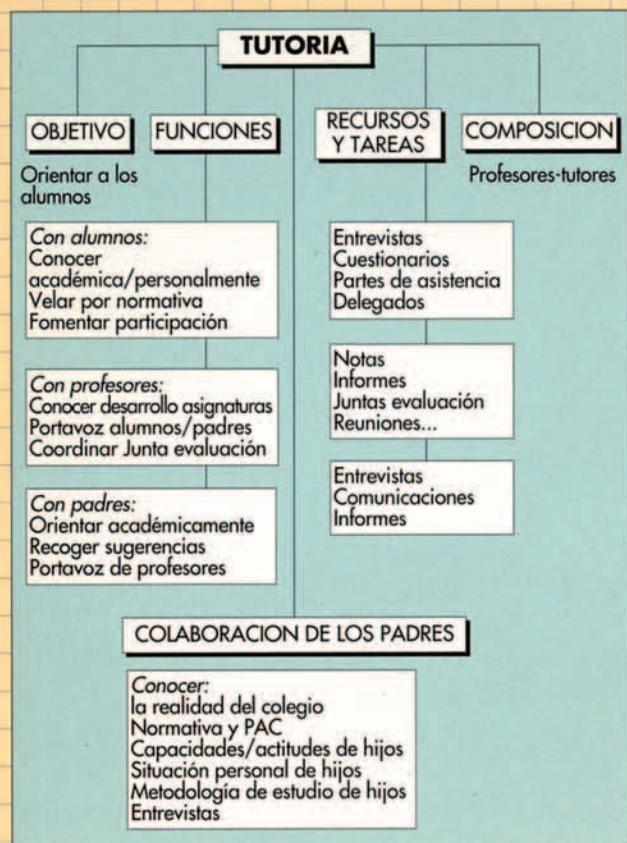 TUTORIA
OBJETIVO
Orientar a los
alumnos
FUNCIONES
Con alumnos:
Conocer
académica/personalmente
Velar por normativa
Fomentar participación
Con profesores:
Conocer desarrollo asignaturas
Portavoz alumnos/padres
Coordinar Junta evaluación
Con padres:
Orientar académicamente
Recoger sugerencias
Portavoz de profesores
RECURSOS
Y TAREAS
Entrevistas
Cuestionarios
Partes de asistencia
Delegados
Notas
Informes
Juntas evaluación
Reuniones...
Entrevistas
Comunicaciones
Informes
COMPOSICION
Profesores-tutores
COLABORACION DE LOS PADRES
Conocer:
la realidad del colegio
Normativa y PAC
Capacidades/actitudes de hijos
Situación personal de hijos
Metodología de estudio de hijos
Entrevistas